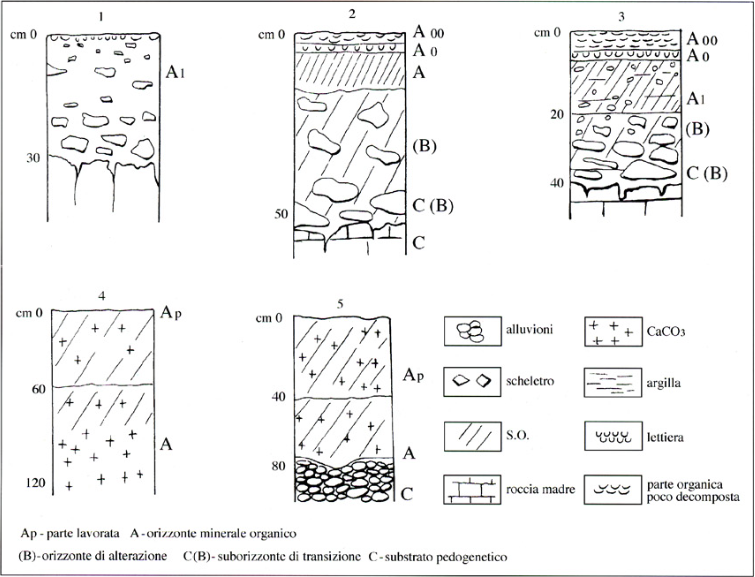 1
cm 0
A1
30
2
cm 0
A 00
A 0
A
(B)
C (B)
50
C
3
cm 0
A 00
A 0
A1
20
(B)
C (B)
40
4
cm 0
Ap
60
A
120
5
cm 0
Ap
40
A
80
C
alluvioni
CaCO3
scheletro
argilla
S.O.
lettiera
roccia madre
parte organica
poco decomposta
Ap - parte lavorata A - orizzonte minerale organico
(B)-orizzonte di alterazione C(B)- suborizzonte di transizione C - substrato pedogenetico